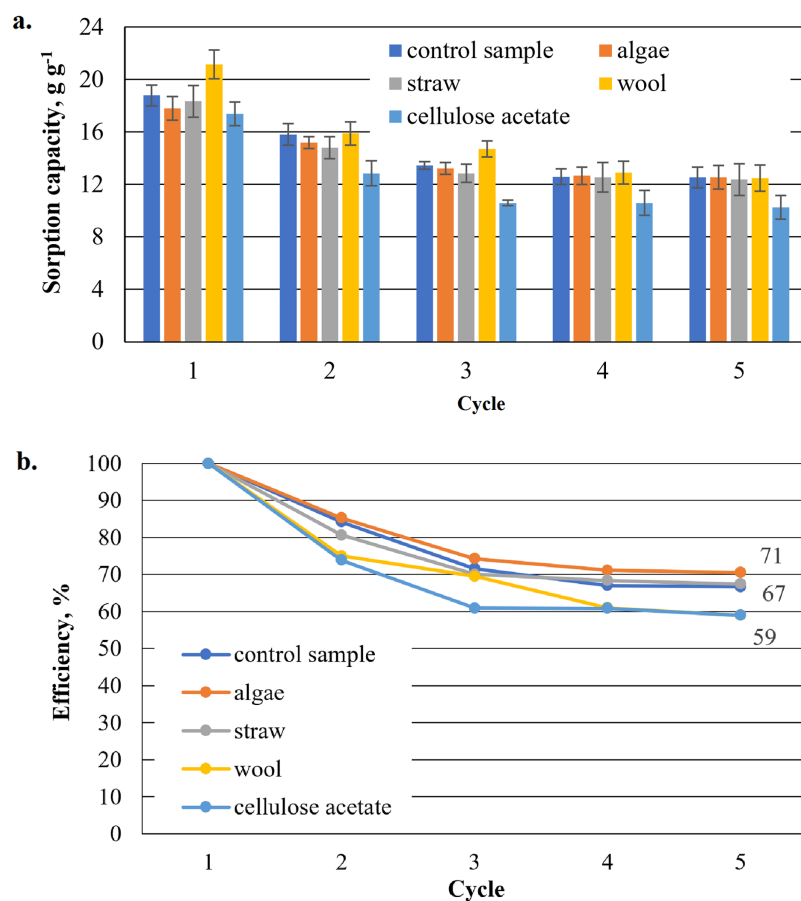 a.
24
20
16
12
8
4
0
Sorption capacity, g g⁻¹
control sample
algae
straw
wool
cellulose acetate
1 2 3 4 5
Cycle
b.
100
90
80
70
60
50
40
30
20
10
0
Efficiency, %
71
67
59
control sample
algae
straw
wool
cellulose acetate
1 2 3 4 5
Cycle